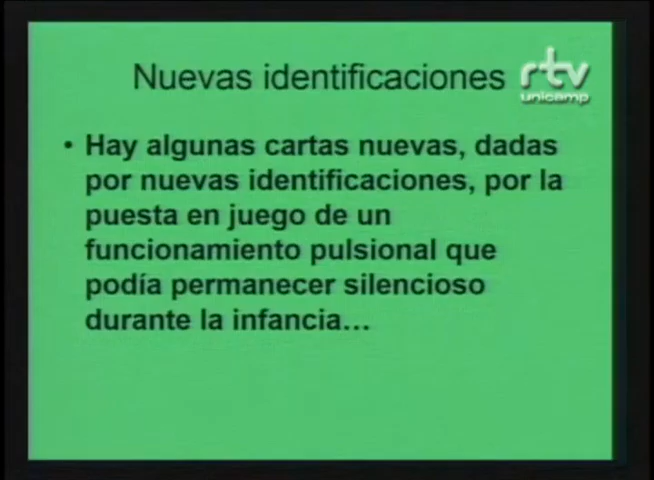 Nuevas identificaciones
rtv
unicamp
• Hay algunas cartas nuevas, dadas
por nuevas identificaciones, por la
puesta en juego de un
funcionamiento pulsional que
podía permanecer silencioso
durante la infancia...